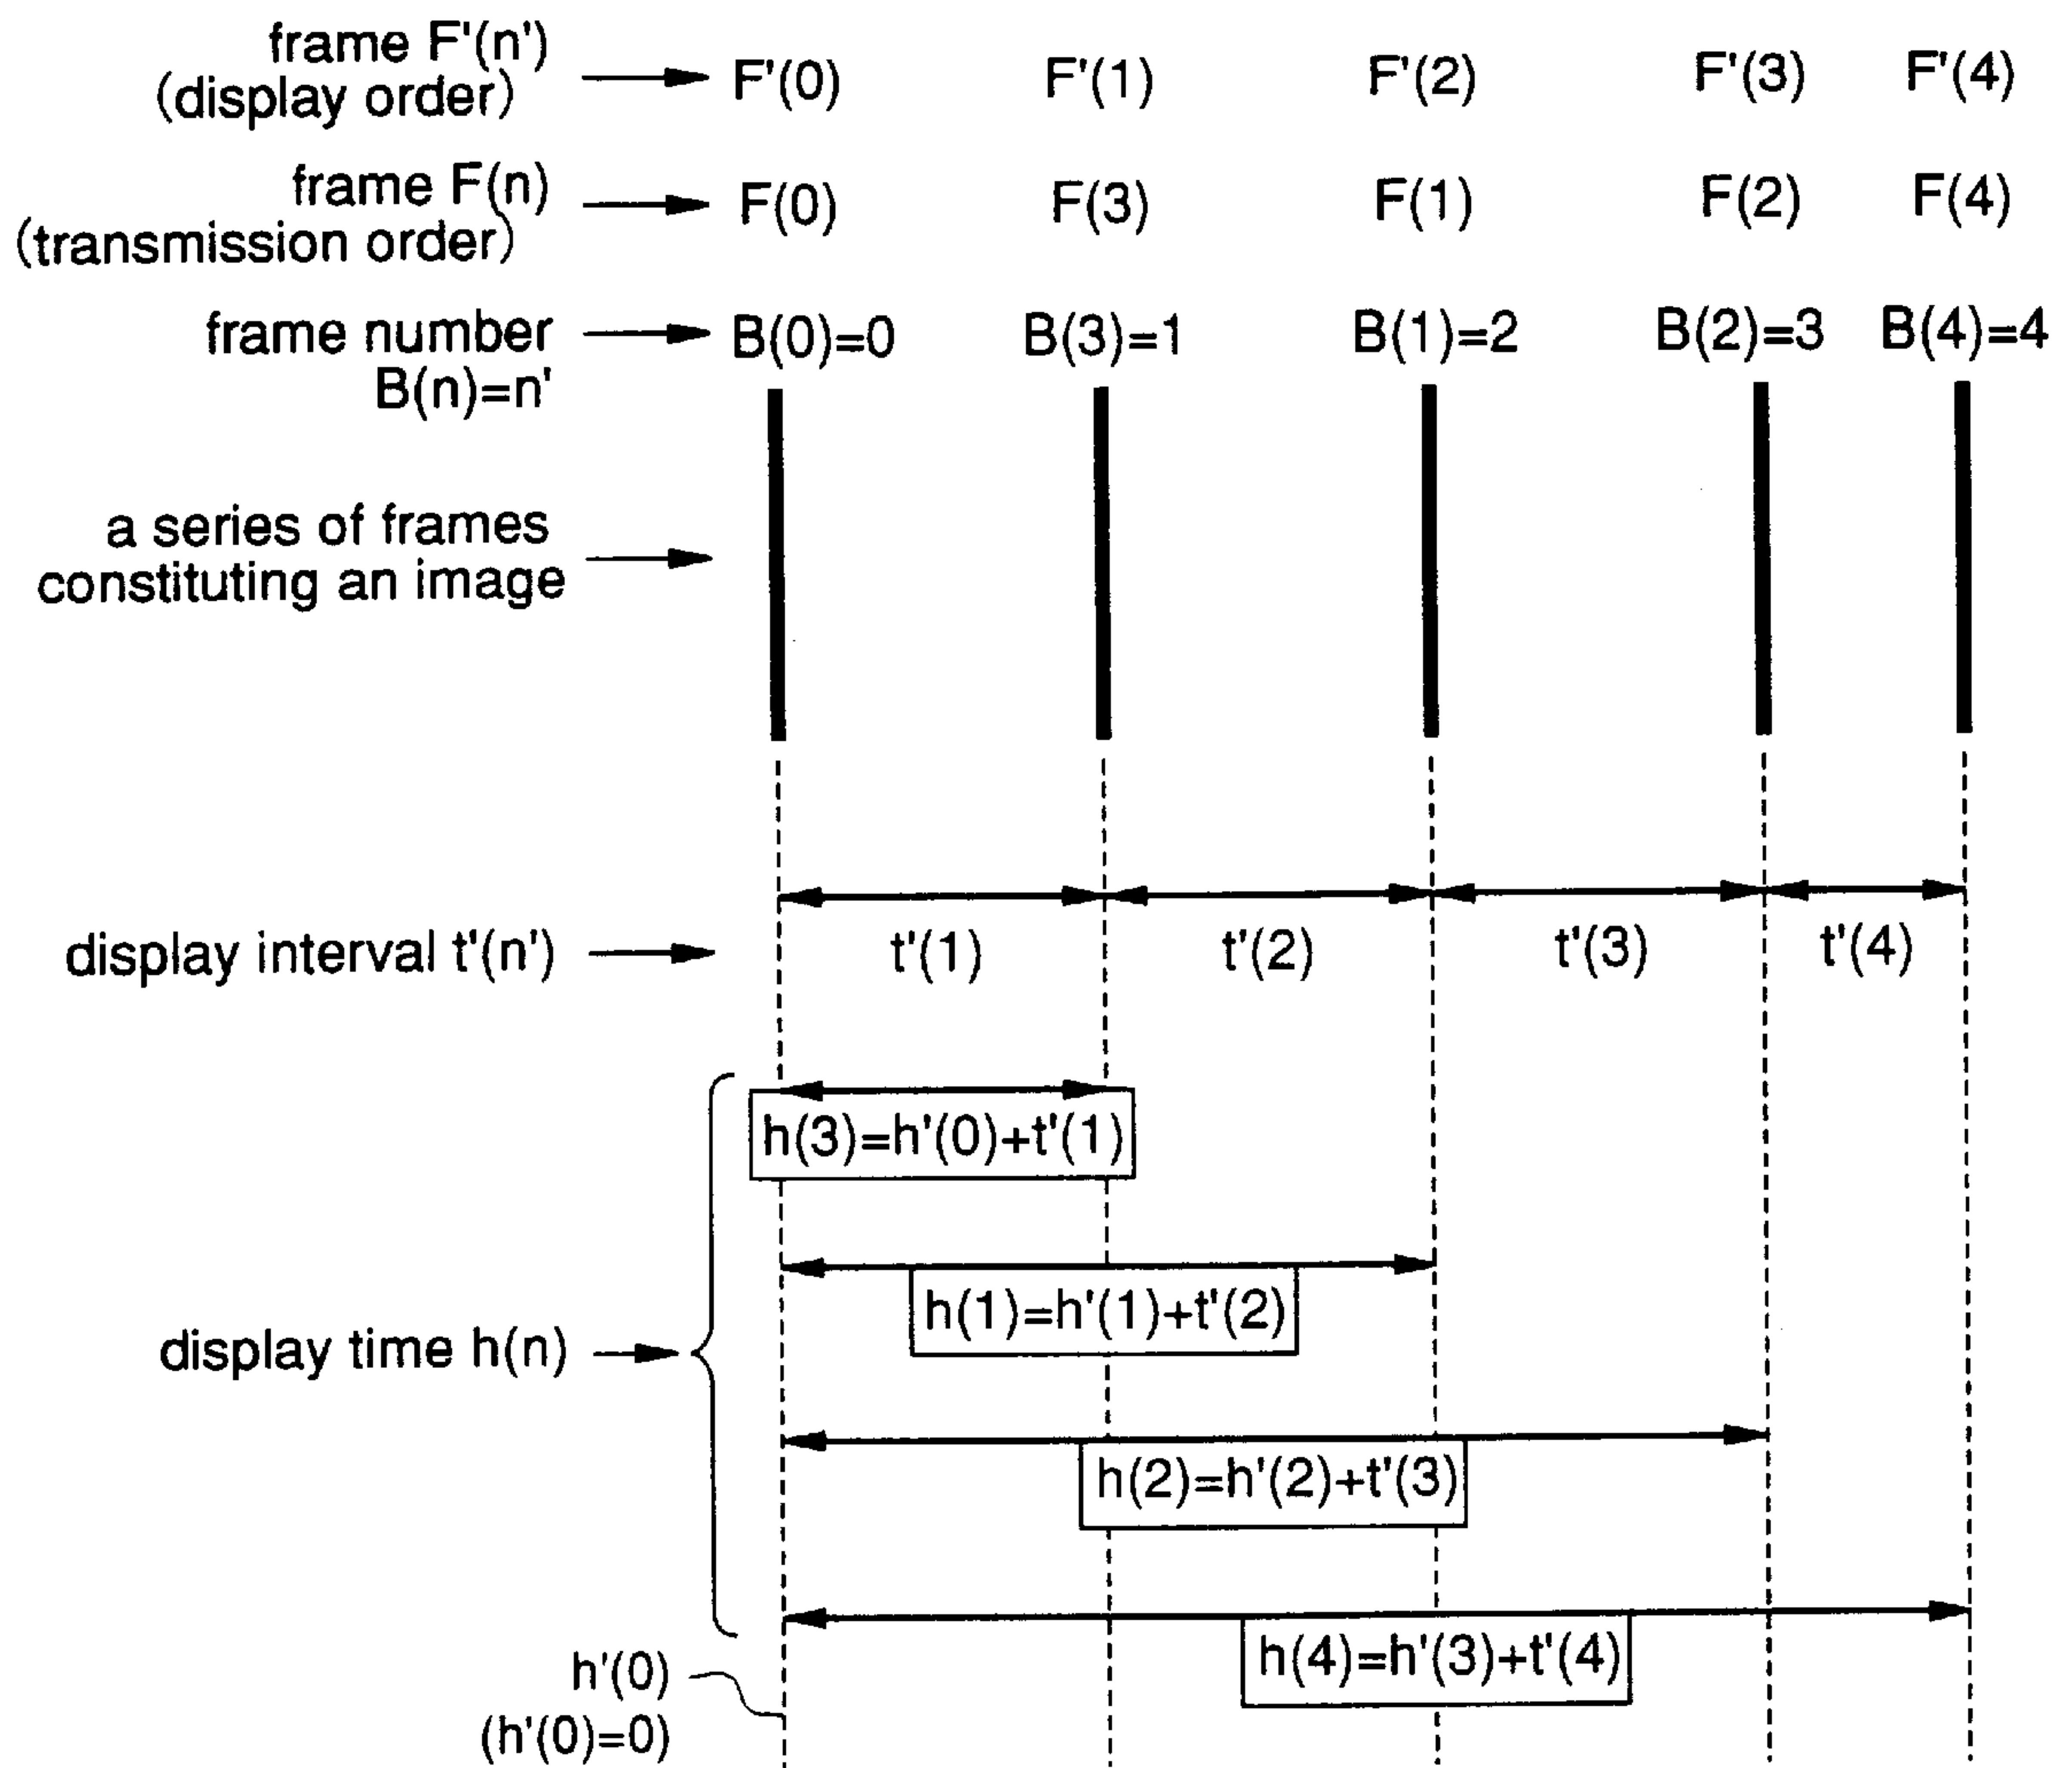 frame F'(n')
(display order)
F'(0) F'(1) F'(2) F'(3) F'(4)
frame F(n)
(transmission order)
F(0) F(3) F(1) F(2) F(4)
frame number
B(n)=n'
B(0)=0 B(3)=1 B(1)=2 B(2)=3 B(4)=4
a series of frames
constituting an image
display interval t'(n')
t'(1) t'(2) t'(3) t'(4)
display time h(n)
h(3)=h'(0)+t'(1)
h(1)=h'(1)+t'(2)
h(2)=h'(2)+t'(3)
h(4)=h'(3)+t'(4)
h'(0)
(h'(0)=0)